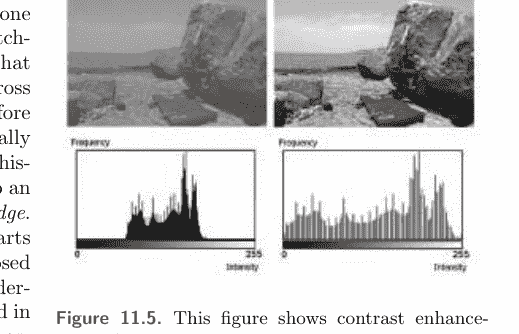 one
tch-
hat
ross
fore
ally
his-
o an
dge.
arts
osed
der-
d in
Frequency
0 255
Intensity
Frequency
0 255
Intensity
Figure 11.5. This figure shows contrast enhance-